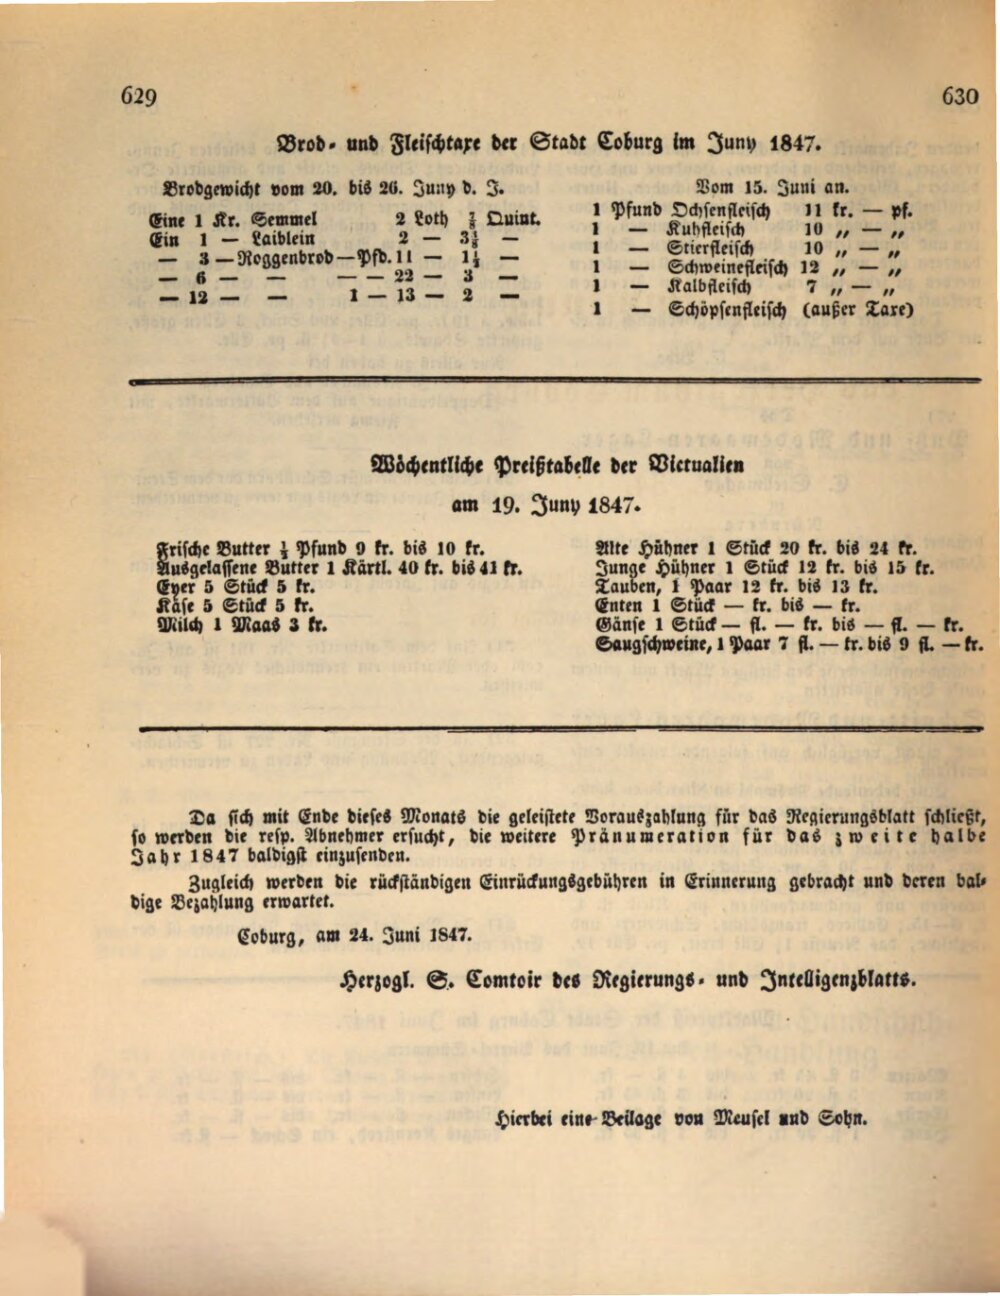 629
630
Brod- und Fleischtaxe der Stadt Coburg im Juny 1847.
Brodgewicht vom 20. bis 26. Juny d. J.
Eine 1 Kr. Semmel 2 Loth ⅞ Quint.
Ein 1 — Laiblein 2 — 3⅛ —
— 3 — Roggenbrod — Pfd. 11 — 1½ —
— 6 — — — — 22 — 3 —
— 12 — — 1 — 13 — 2 —
Vom 15. Juni an.
1 Pfund Ochsenfleisch 11 kr. — pf.
1 — Kuhfleisch 10 „ — „
1 — Stierfleisch 10 „ — „
1 — Schweinefleisch 12 „ — „
1 — Kalbfleisch 7 „ — „
1 — Schöpsenfleisch (außer Taxe)
Wöchentliche Preißtabelle der Victualien
am 19. Juny 1847.
Frische Butter ½ Pfund 9 kr. bis 10 kr.
Ausgelassene Butter 1 Kärtl. 40 kr. bis 41 kr.
Eyer 5 Stück 5 kr.
Käse 5 Stück 5 kr.
Milch 1 Maas 3 kr.
Alte Hühner 1 Stück 20 kr. bis 24 kr.
Junge Hühner 1 Stück 12 kr. bis 15 kr.
Tauben, 1 Paar 12 kr. bis 13 kr.
Enten 1 Stück — kr. bis — kr.
Gänse 1 Stück — fl. — kr. bis — fl. — kr.
Saugschweine, 1 Paar 7 fl. — kr. bis 9 fl. — kr.
Da sich mit Ende dieses Monats die geleistete Vorauszahlung für das Regierungsblatt schließt,
so werden die resp. Abnehmer ersucht, die weitere Pränumeration für das zweite halbe
Jahr 1847 baldigst einzusenden.
Zugleich werden die rückständigen Einrückungsgebühren in Erinnerung gebracht und deren bal-
dige Bezahlung erwartet.
Coburg, am 24. Juni 1847.
Herzogl. S. Comtoir des Regierungs- und Intelligenzblatts.
Hierbei eine Beilage von Meusel und Sohn.